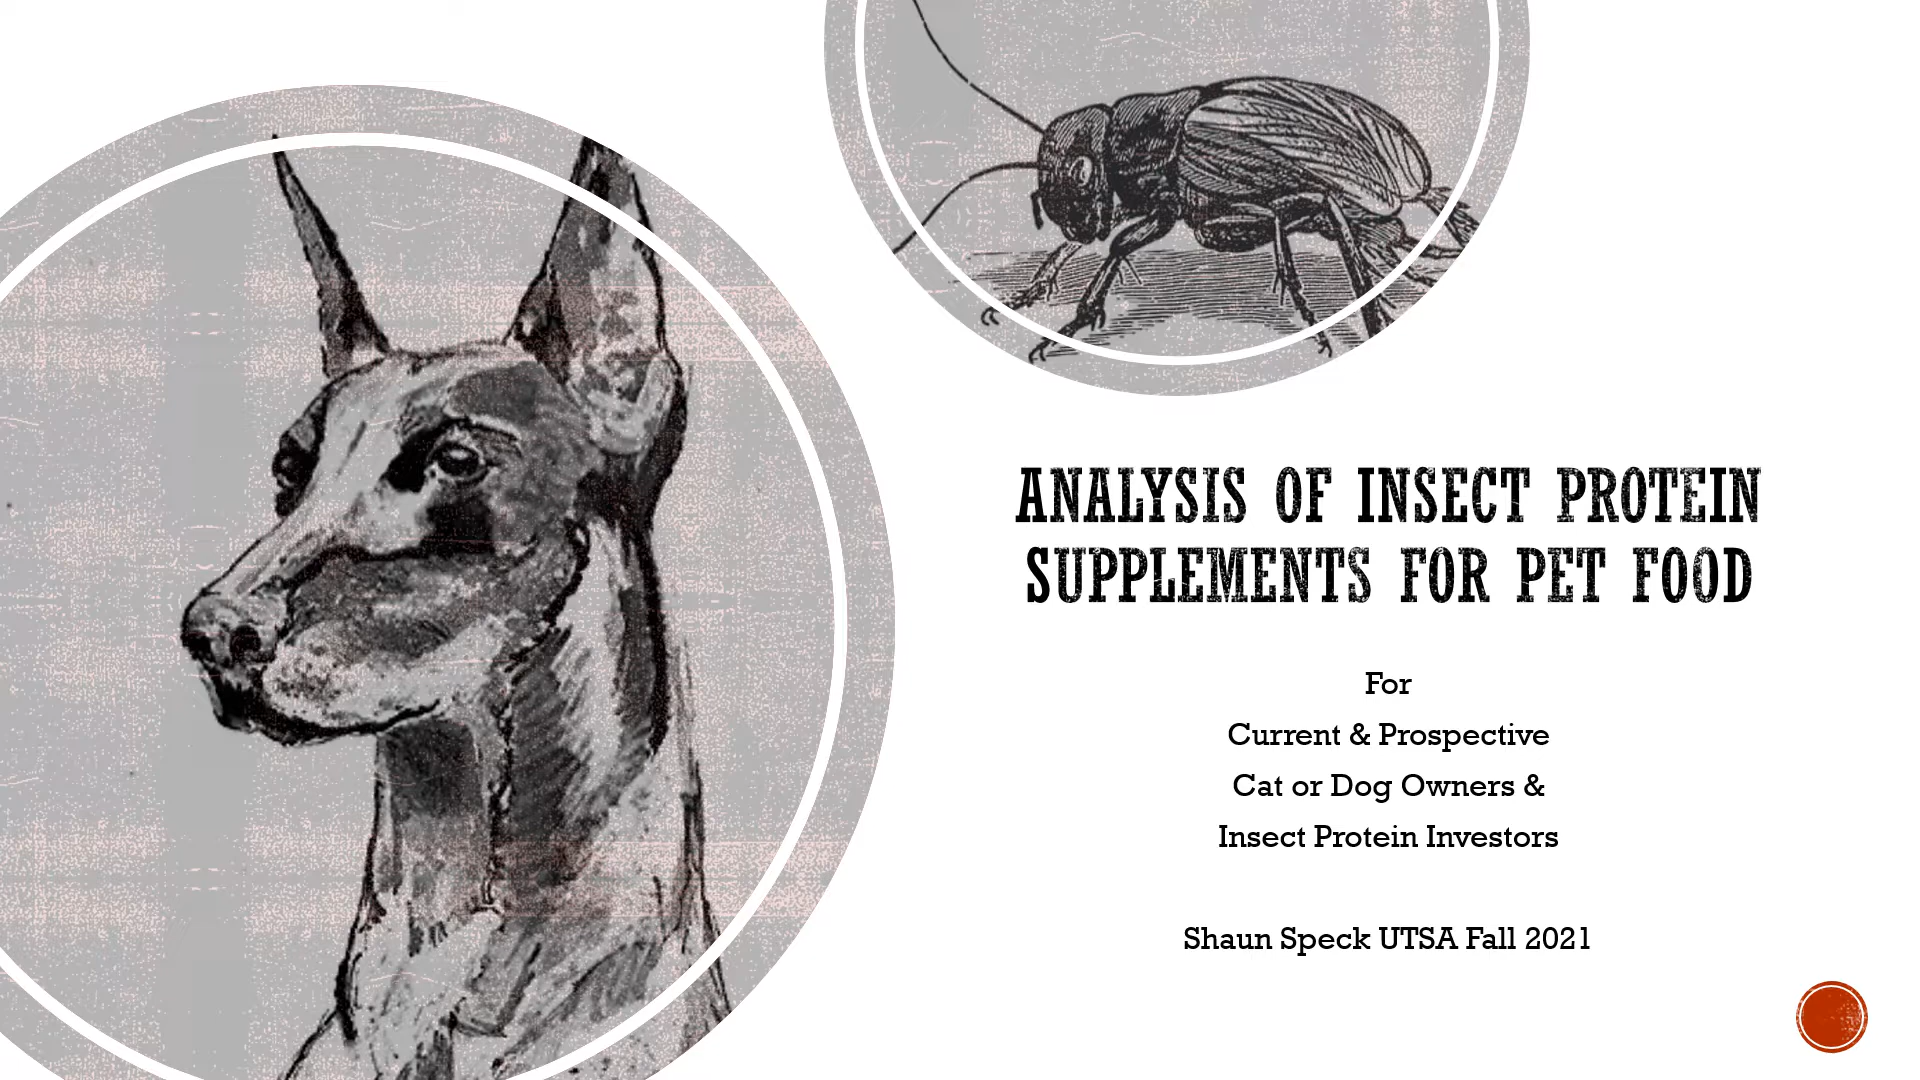 ANALYSIS OF INSECT PROTEIN
SUPPLEMENTS FOR PET FOOD
For
Current & Prospective
Cat or Dog Owners &
Insect Protein Investors
Shaun Speck UTSA Fall 2021